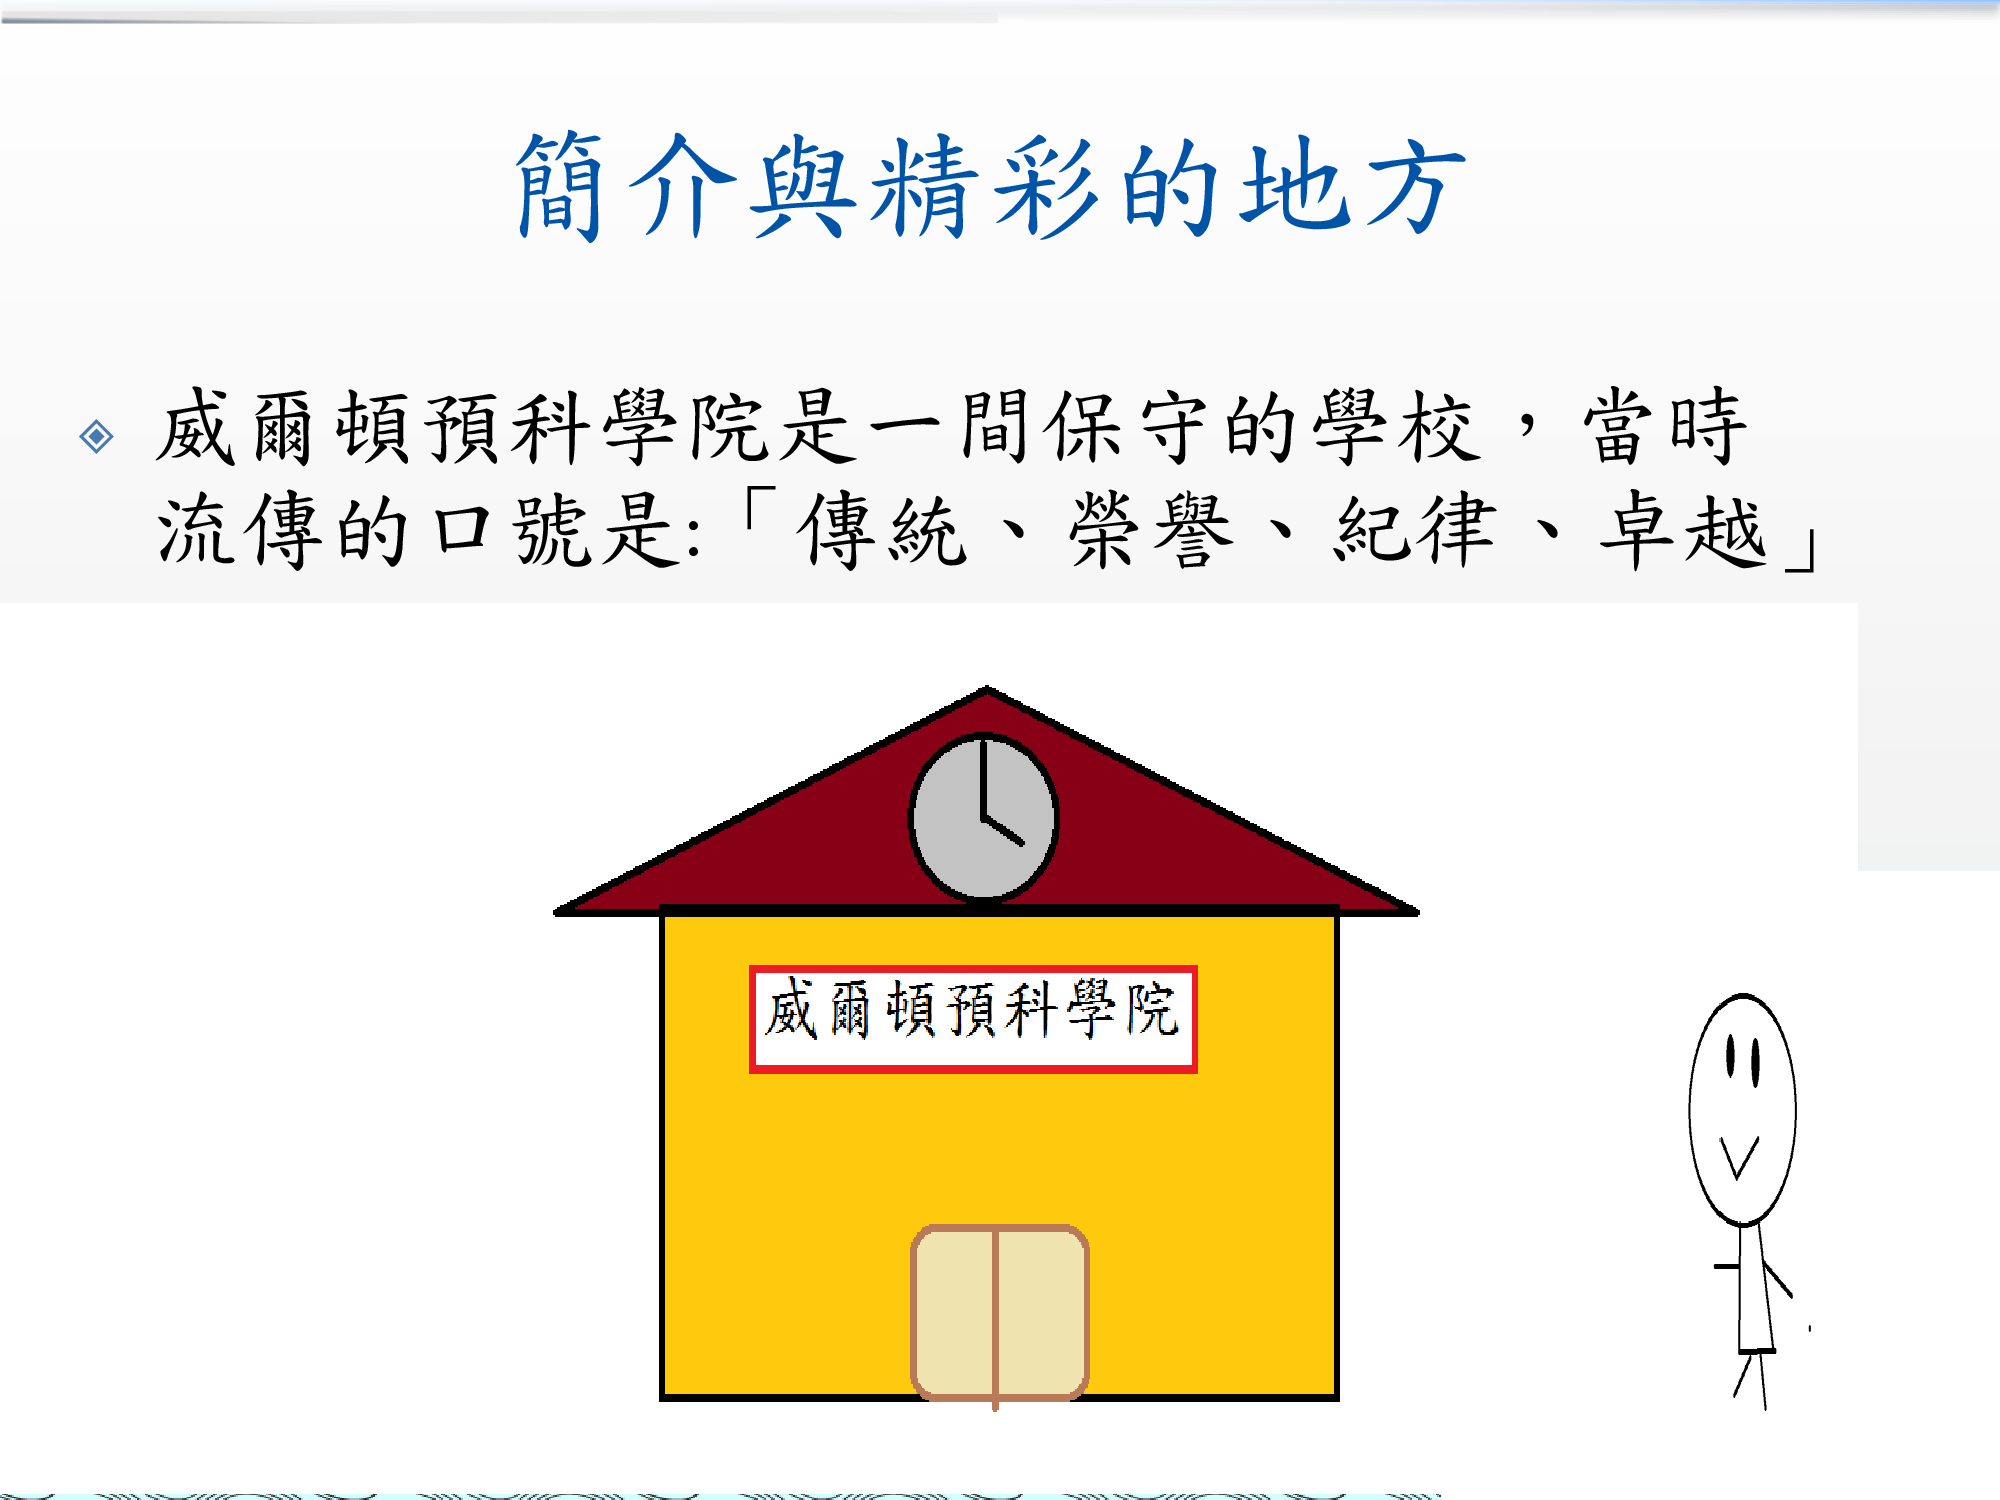 簡介與精彩的地方
威爾頓預科學院是一間保守的學校，當時
流傳的口號是:「傳統、榮譽、紀律、卓越」
威爾頓預科學院